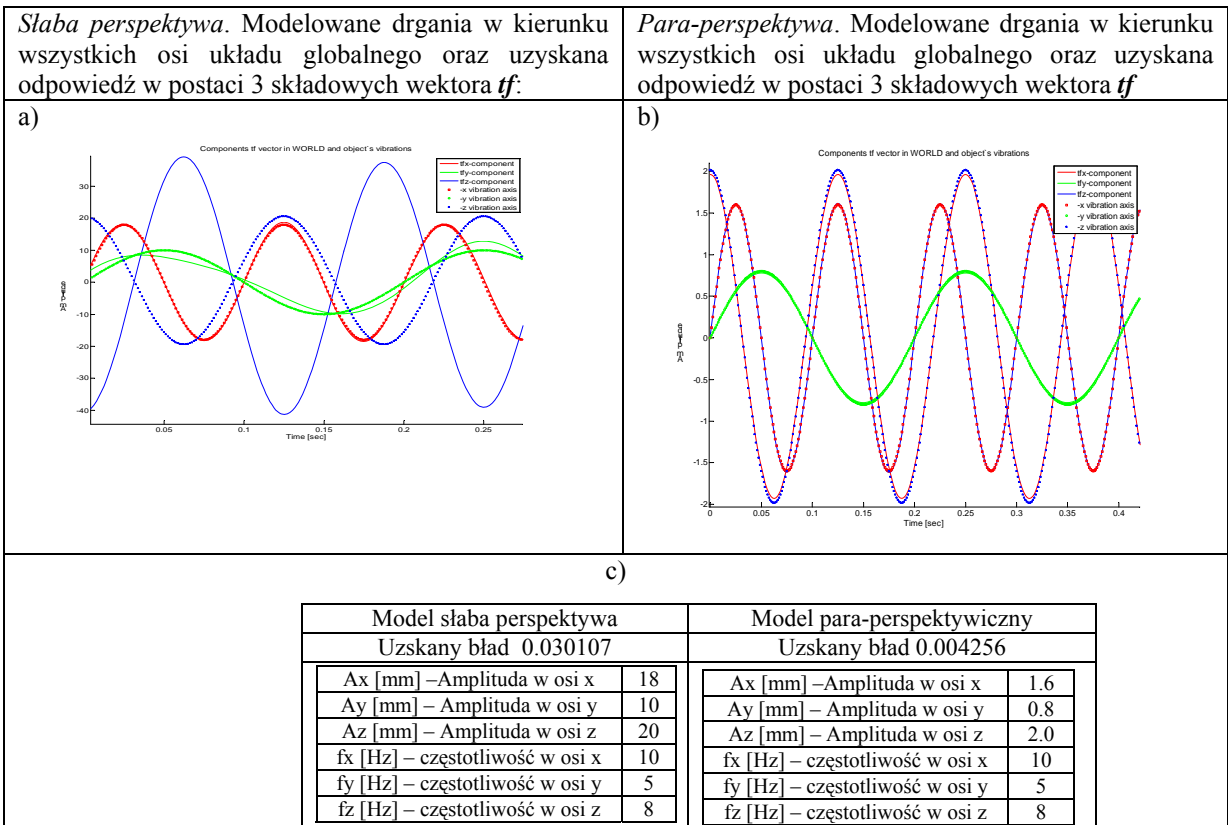 Słaba perspektywa. Modelowane drgania w kierunku
wszystkich osi układu globalnego oraz uzyskana
odpowiedź w postaci 3 składowych wektora tf:
Para-perspektywa. Modelowane drgania w kierunku
wszystkich osi układu globalnego oraz uzyskana
odpowiedź w postaci 3 składowych wektora tf
a)
Components tf vector in WORLD and object`s vibrations
tfx-component
tfy-component
tfz-component
-x vibration axis
-y vibration axis
-z vibration axis
30
20
10
0
-10
-20
-30
-40
0.05
0.1
0.15
0.2
0.25
Time [sec]
b)
Components tf vector in WORLD and object`s vibrations
tfx-component
tfy-component
tfz-component
-x vibration axis
-y vibration axis
-z vibration axis
2
1.5
1
0.5
0
-0.5
-1
-1.5
-2
0
0.05
0.1
0.15
0.2
0.25
0.3
0.35
0.4
Time [sec]
c)
Model słaba perspektywa
Uzskany bład 0.030107
Ax [mm] –Amplituda w osi x 18
Ay [mm] – Amplituda w osi y 10
Az [mm] – Amplituda w osi z 20
fx [Hz] – częstotliwość w osi x 10
fy [Hz] – częstotliwość w osi y 5
fz [Hz] – częstotliwość w osi z 8
Model para-perspektywiczny
Uzskany bład 0.004256
Ax [mm] –Amplituda w osi x 1.6
Ay [mm] – Amplituda w osi y 0.8
Az [mm] – Amplituda w osi z 2.0
fx [Hz] – częstotliwość w osi x 10
fy [Hz] – częstotliwość w osi y 5
fz [Hz] – częstotliwość w osi z 8